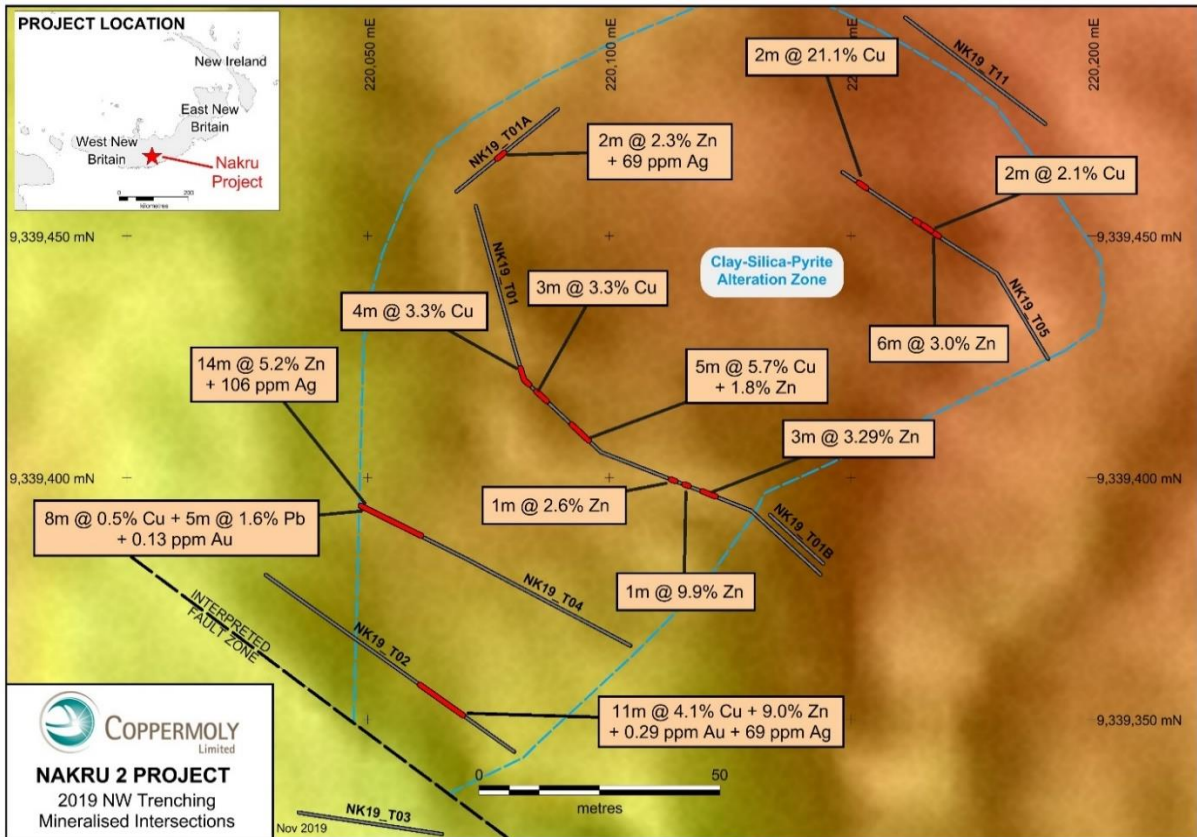 PROJECT LOCATION
New Ireland
East New
Britain
West New
Britain
Nakru
Project
0
200
kilometres
220,050 mE
220,100 mE
mE
220,200 mE
2m @ 21.1% Cu
NK19_T11
NK19_T01A
2m @ 2.3% Zn
+ 69 ppm Ag
2m @ 2.1% Cu
9,339,450 mN
9,339,450 mN
NK19_T01
Clay-Silica-Pyrite
Alteration Zone
NK19_T05
3m @ 3.3% Cu
4m @ 3.3% Cu
6m @ 3.0% Zn
14m @ 5.2% Zn
+ 106 ppm Ag
5m @ 5.7% Cu
+ 1.8% Zn
3m @ 3.29% Zn
9,339,400 mN
9,339,400 mN
1m @ 2.6% Zn
8m @ 0.5% Cu + 5m @ 1.6% Pb
+ 0.13 ppm Au
NK19_T01B
1m @ 9.9% Zn
NK19_T04
INTERPRETED
FAULT ZONE
NK19_T02
11m @ 4.1% Cu + 9.0% Zn
+ 0.29 ppm Au + 69 ppm Ag
9,339,350 mN
COPPERMOLY
Limited
NAKRU 2 PROJECT
2019 NW Trenching
Mineralised Intersections
Nov 2019
NK19_T03
0
50
metres